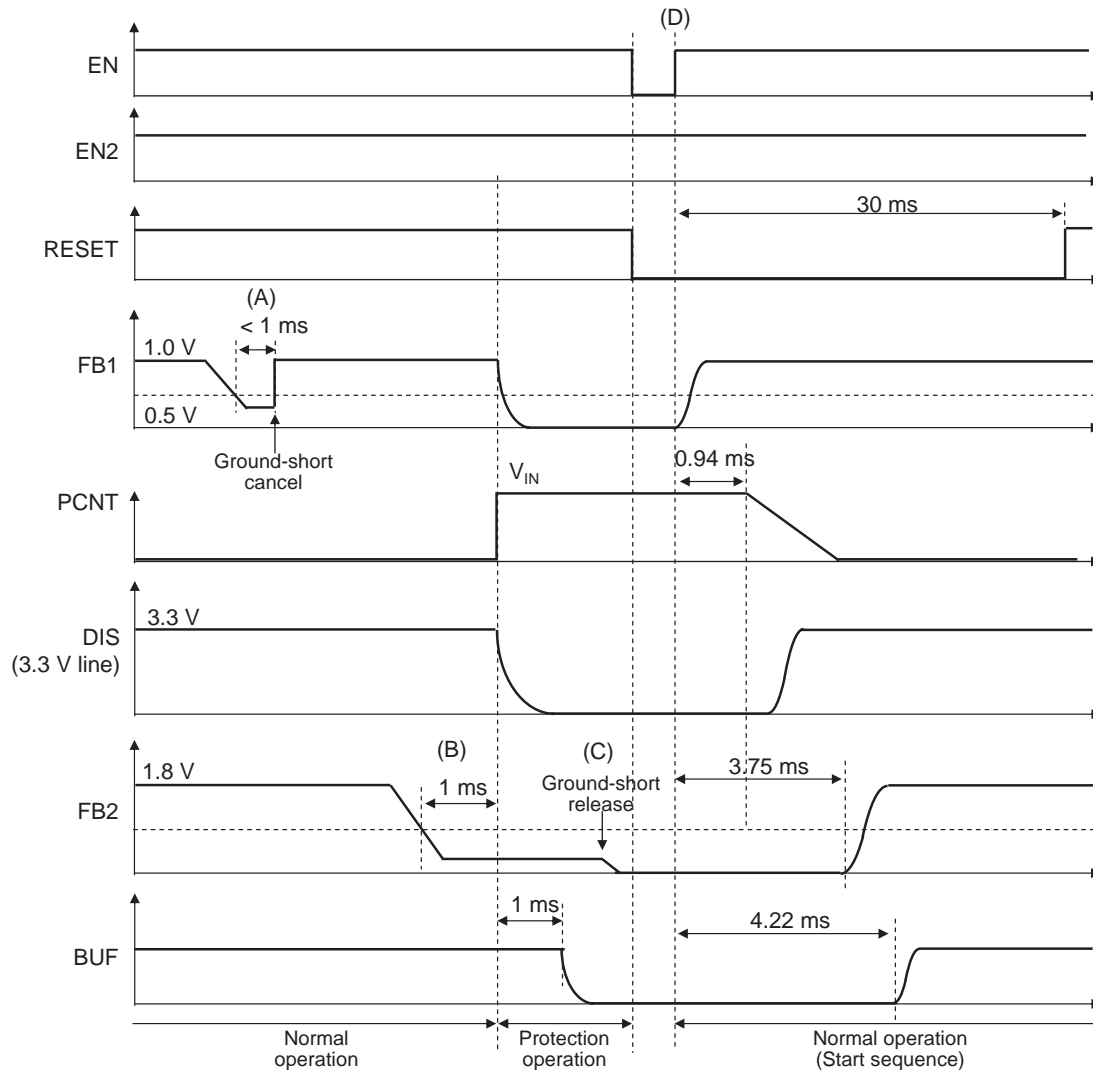 (D)
EN
EN2
30 ms
RESET
(A)
< 1 ms
1.0 V
FB1
0.5 V
Ground-short
cancel
0.94 ms
VIN
PCNT
3.3 V
DIS
(3.3 V line)
(B)
(C)
1.8 V
1 ms
Ground-short
release
3.75 ms
FB2
1 ms
4.22 ms
BUF
Normal
operation
Protection
operation
Normal operation
(Start sequence)